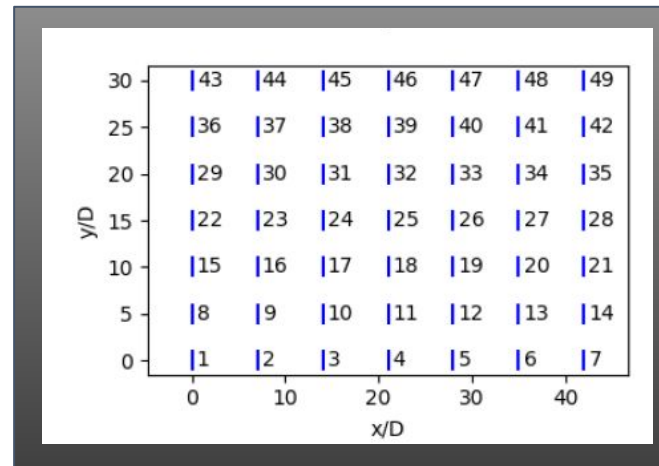 30 43 44 45 46 47 48 49
25 36 37 38 39 40 41 42
20 29 30 31 32 33 34 35
15 22 23 24 25 26 27 28
10 15 16 17 18 19 20 21
5 8 9 10 11 12 13 14
0 1 2 3 4 5 6 7
y/D
0 10 20 30 40
x/D